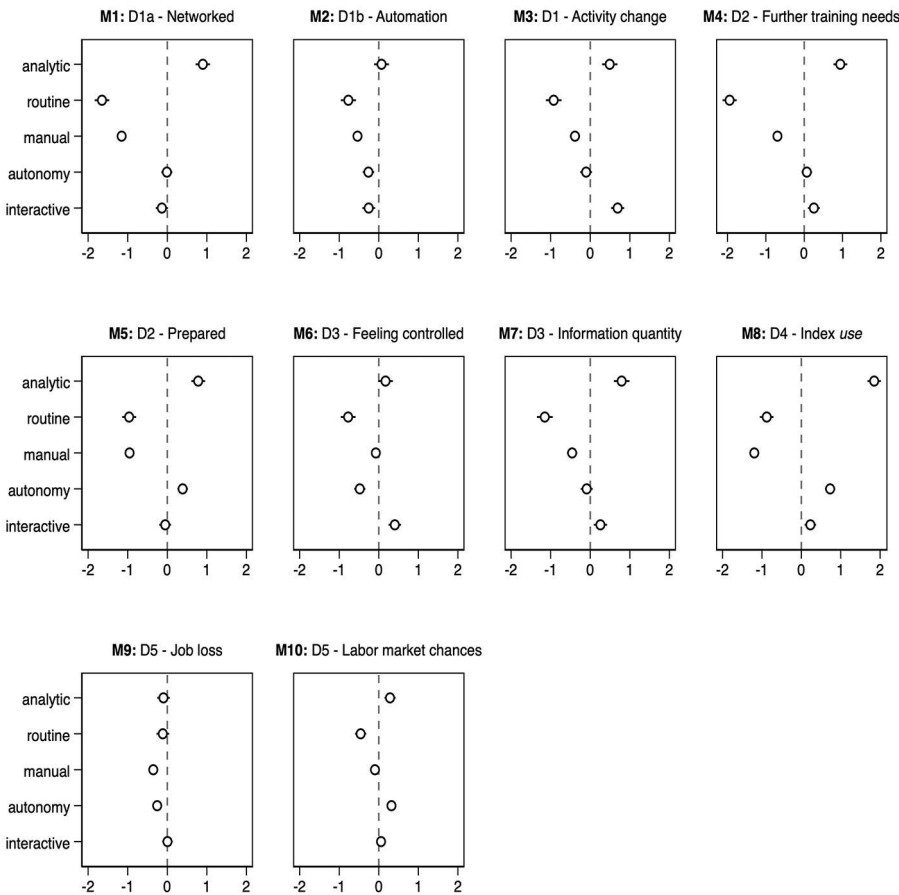 M1: D1a - Networked M2: D1b - Automation M3: D1 - Activity change M4: D2 - Further training needs
analytic
routine
manual
autonomy
interactive
-2 -1 0 1 2 -2 -1 0 1 2 -2 -1 0 1 2 -2 -1 0 1 2
M5: D2 - Prepared M6: D3 - Feeling controlled M7: D3 - Information quantity M8: D4 - Index use
analytic
routine
manual
autonomy
interactive
-2 -1 0 1 2 -2 -1 0 1 2 -2 -1 0 1 2 -2 -1 0 1 2
M9: D5 - Job loss M10: D5 - Labor market chances
analytic
routine
manual
autonomy
interactive
-2 -1 0 1 2 -2 -1 0 1 2